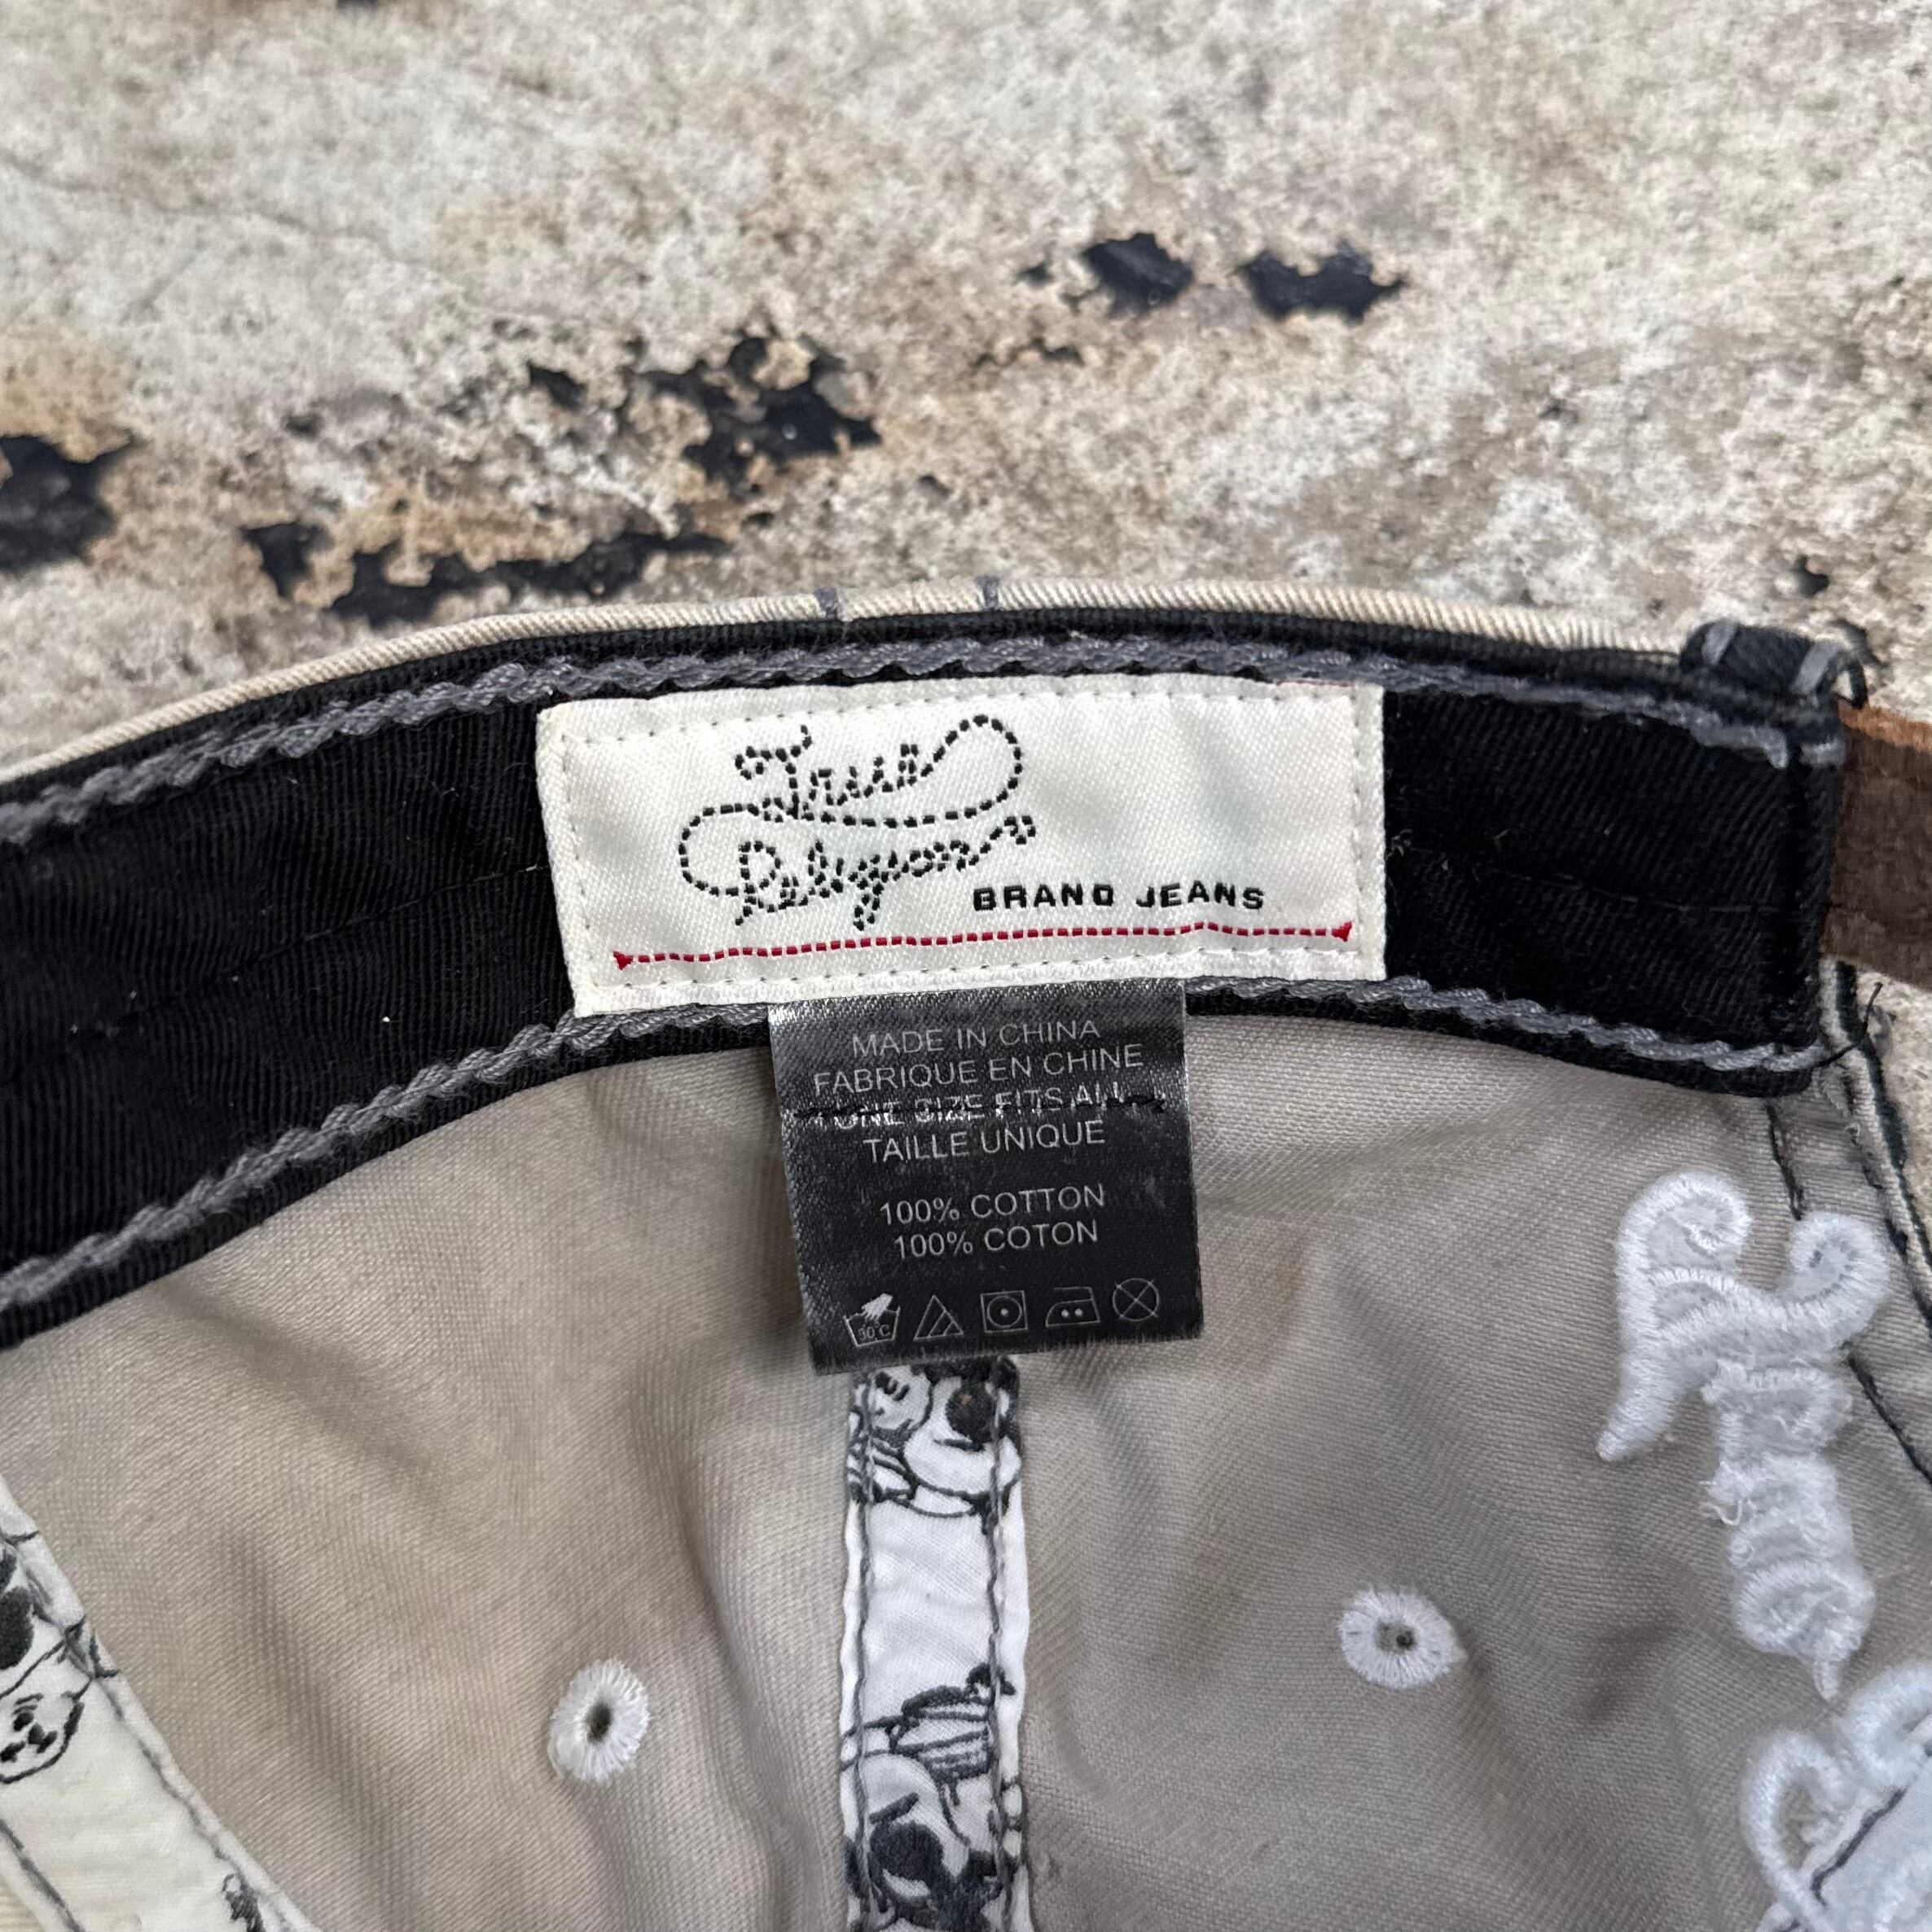 True
Religion
BRAND JEANS
MADE IN CHINA
FABRIQUE EN CHINE
ONE SIZE FITS ALL
TAILLE UNIQUE
100% COTTON
100% COTON
30°C